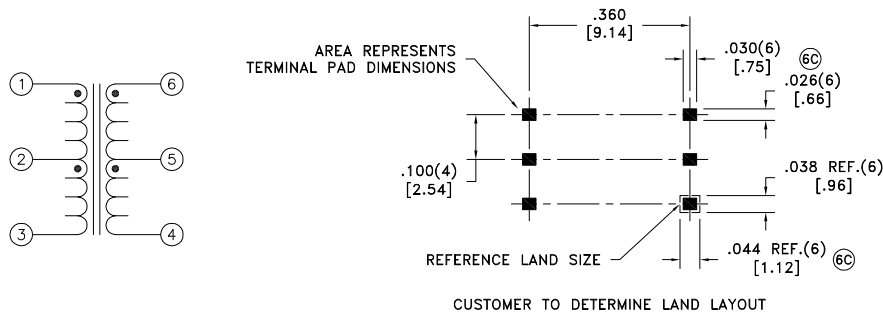 1
6
2
5
3
4
.360
[9.14]
AREA REPRESENTS
TERMINAL PAD DIMENSIONS
.030(6)
[.75]
6C
.026(6)
[.66]
.100(4)
[2.54]
.038 REF.(6)
[.96]
REFERENCE LAND SIZE
.044 REF.(6)
[1.12]
6C
CUSTOMER TO DETERMINE LAND LAYOUT